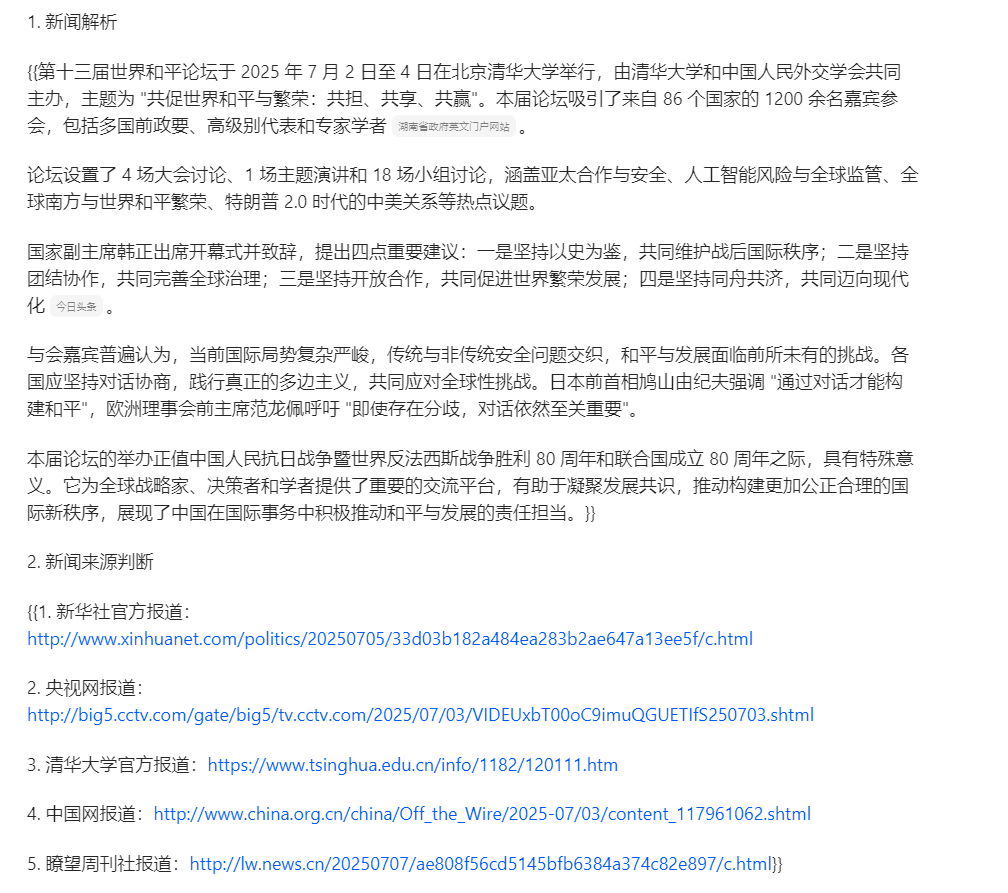 1. 新闻解析
{{第十三届世界和平论坛于 2025 年 7 月 2 日至 4 日在北京清华大学举行，由清华大学和中国人民外交学会共同
主办，主题为 "共促世界和平与繁荣：共担、共享、共赢"。本届论坛吸引了来自 86 个国家的 1200 余名嘉宾参
会，包括多国前政要、高级别代表和专家学者 湖南省政府英文门户网站 。
论坛设置了 4 场大会讨论、1 场主题演讲和 18 场小组讨论，涵盖亚太合作与安全、人工智能风险与全球监管、全
球南方与世界和平繁荣、特朗普 2.0 时代的中美关系等热点议题。
国家副主席韩正出席开幕式并致辞，提出四点重要建议：一是坚持以史为鉴，共同维护战后国际秩序；二是坚持
团结协作，共同完善全球治理；三是坚持开放合作，共同促进世界繁荣发展；四是坚持同舟共济，共同迈向现代
化 今日头条 。
与会嘉宾普遍认为，当前国际局势复杂严峻，传统与非传统安全问题交织，和平与发展面临前所未有的挑战。各
国应坚持对话协商，践行真正的多边主义，共同应对全球性挑战。日本前首相鸠山由纪夫强调 "通过对话才能构
建和平"，欧洲理事会前主席范龙佩呼吁 "即使存在分歧，对话依然至关重要"。
本届论坛的举办正值中国人民抗日战争暨世界反法西斯战争胜利 80 周年和联合国成立 80 周年之际，具有特殊意
义。它为全球战略家、决策者和学者提供了重要的交流平台，有助于凝聚发展共识，推动构建更加公正合理的国
际新秩序，展现了中国在国际事务中积极推动和平与发展的责任担当。}}
2. 新闻来源判断
{{1. 新华社官方报道：
http://www.xinhuanet.com/politics/20250705/33d03b182a484ea283b2ae647a13ee5f/c.html
2. 央视网报道：
http://big5.cctv.com/gate/big5/tv.cctv.com/2025/07/03/VIDEUxbT00oC9imuQGUETIfS250703.shtml
3. 清华大学官方报道：https://www.tsinghua.edu.cn/info/1182/120111.htm
4. 中国网报道：http://www.china.org.cn/china/Off_the_Wire/2025-07/03/content_117961062.shtml
5. 瞭望周刊社报道：http://lw.news.cn/20250707/ae808f56cd5145bfb6384a374c82e897/c.html}}